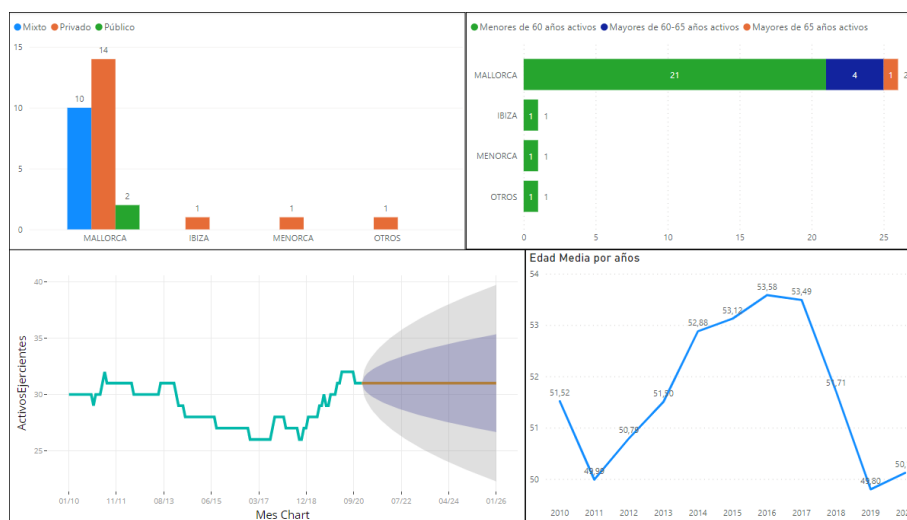 Mixto Privado Público
15
10
5
0
10
14
2
1
1
1
MALLORCA IBIZA MENORCA OTROS
Menores de 60 años activos Mayores de 60-65 años activos Mayores de 65 años activos
MALLORCA 21 4 1
IBIZA 1 1
MENORCA 1 1
OTROS 1 1
0 5 10 15 20 25
ActivosEjercientes
40
35
30
25
01/10 11/11 08/13 06/15 03/17 12/18 09/20 07/22 04/24 01/26
Mes Chart
Edad Media por años
54
53
52
51
50
51,52
50,79
51,50
52,88
53,12
53,58
53,49
51,71
49,80
2010 2011 2012 2013 2014 2015 2016 2017 2018 2019